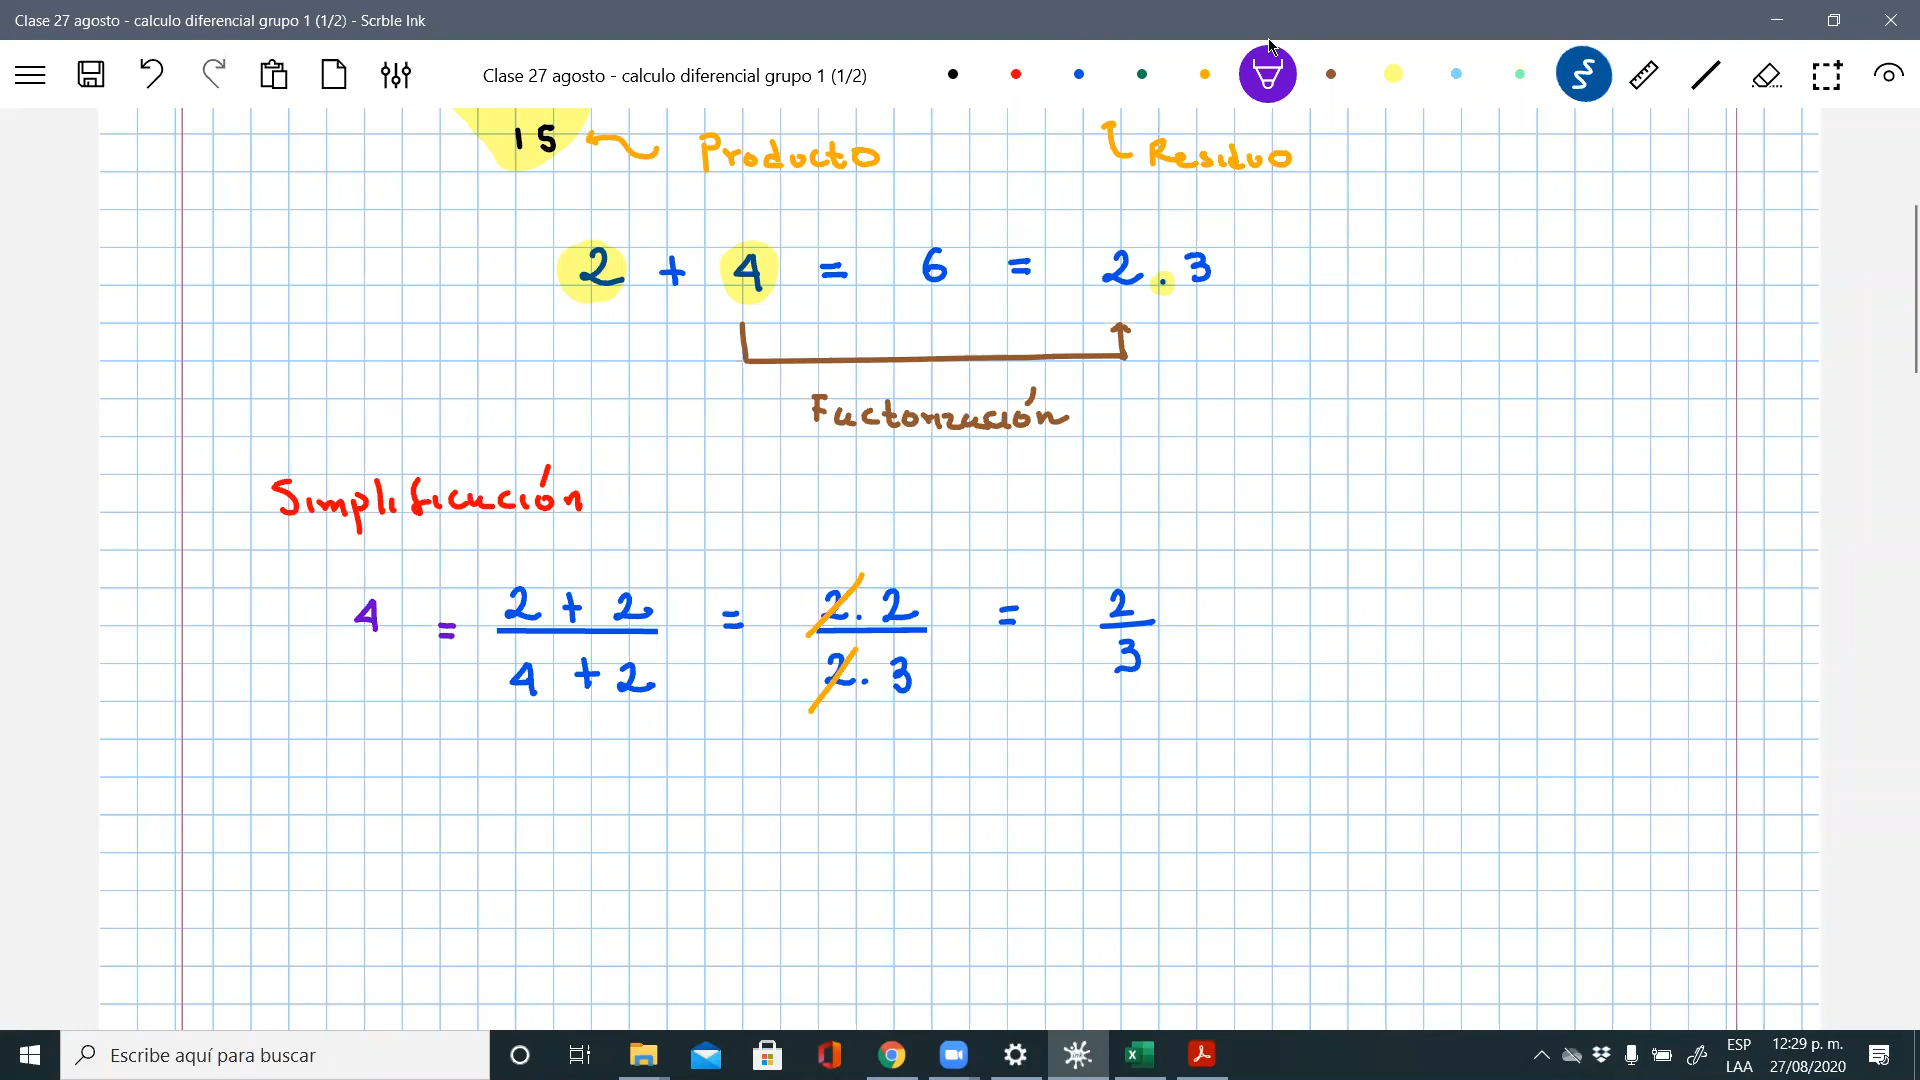 Clase 27 agosto - calculo diferencial grupo 1 (1/2) - Scrble Ink
Clase 27 agosto - calculo diferencial grupo 1 (1/2)
15 Producto Residuo
2 + 4 = 6 = 2 . 3
Factorización
Simplificación
4 = 2 + 2 / 4 + 2 = 2 . 2 / 2 . 3 = 2 / 3
Escribe aquí para buscar
ESP
LAA
12:29 p. m.
27/08/2020